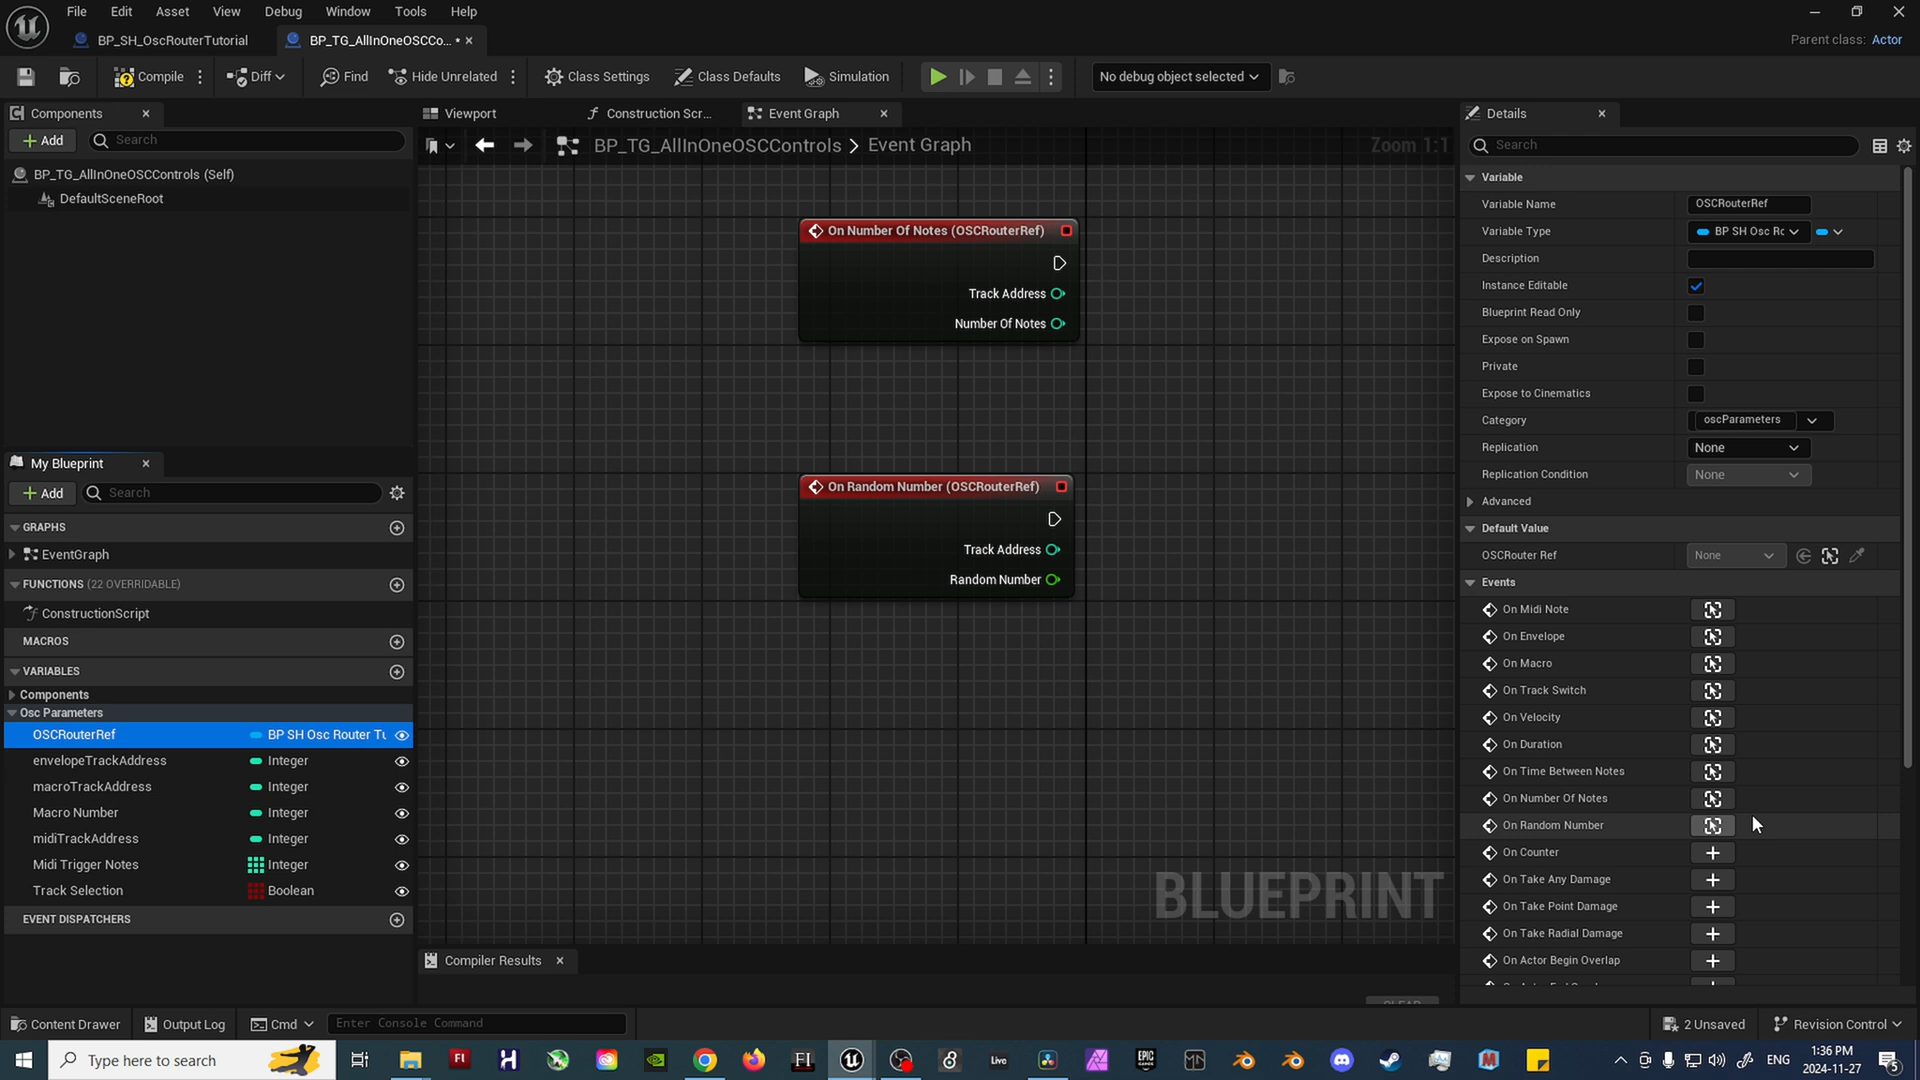 File Edit Asset View Debug Window Tools Help
BP_SH_OscRouterTutorial
BP_TG_AllInOneOSCCo... •
Parent class: Actor
Compile
Diff
Find
Hide Unrelated
Class Settings
Class Defaults
Simulation
No debug object selected
Components
Add
Search
BP_TG_AllInOneOSCControls (Self)
DefaultSceneRoot
My Blueprint
Add
Search
GRAPHS
EventGraph
FUNCTIONS (22 OVERRIDABLE)
ConstructionScript
MACROS
VARIABLES
Components
Osc Parameters
OSCRouterRef BP SH Osc Router Tu
envelopeTrackAddress Integer
macroTrackAddress Integer
Macro Number Integer
midiTrackAddress Integer
Midi Trigger Notes Integer
Track Selection Boolean
EVENT DISPATCHERS
Viewport
Construction Scr...
Event Graph
BP_TG_AllInOneOSCControls > Event Graph
Zoom 1:1
On Number Of Notes (OSCRouterRef)
Track Address
Number Of Notes
On Random Number (OSCRouterRef)
Track Address
Random Number
BLUEPRINT
Compiler Results
Details
Search
Variable
Variable Name OSCRouterRef
Variable Type BP SH Osc Rc
Description
Instance Editable
Blueprint Read Only
Expose on Spawn
Private
Expose to Cinematics
Category oscParameters
Replication None
Replication Condition None
Advanced
Default Value
OSCRouter Ref None
Events
On Midi Note
On Envelope
On Macro
On Track Switch
On Velocity
On Duration
On Time Between Notes
On Number Of Notes
On Random Number
On Counter
On Take Any Damage
On Take Point Damage
On Take Radial Damage
On Actor Begin Overlap
Content Drawer
Output Log
Cmd
Enter Console Command
2 Unsaved
Revision Control
Type here to search
Live
EPIC
GAMES
ENG
1:36 PM
2024-11-27
5